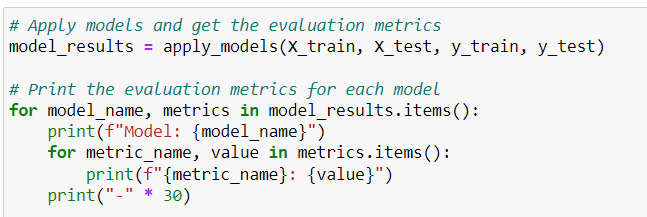 # Apply models and get the evaluation metrics
model_results = apply_models(X_train, X_test, y_train, y_test)

# Print the evaluation metrics for each model
for model_name, metrics in model_results.items():
    print(f"Model: {model_name}")
    for metric_name, value in metrics.items():
        print(f"{metric_name}: {value}")
    print("-" * 30)